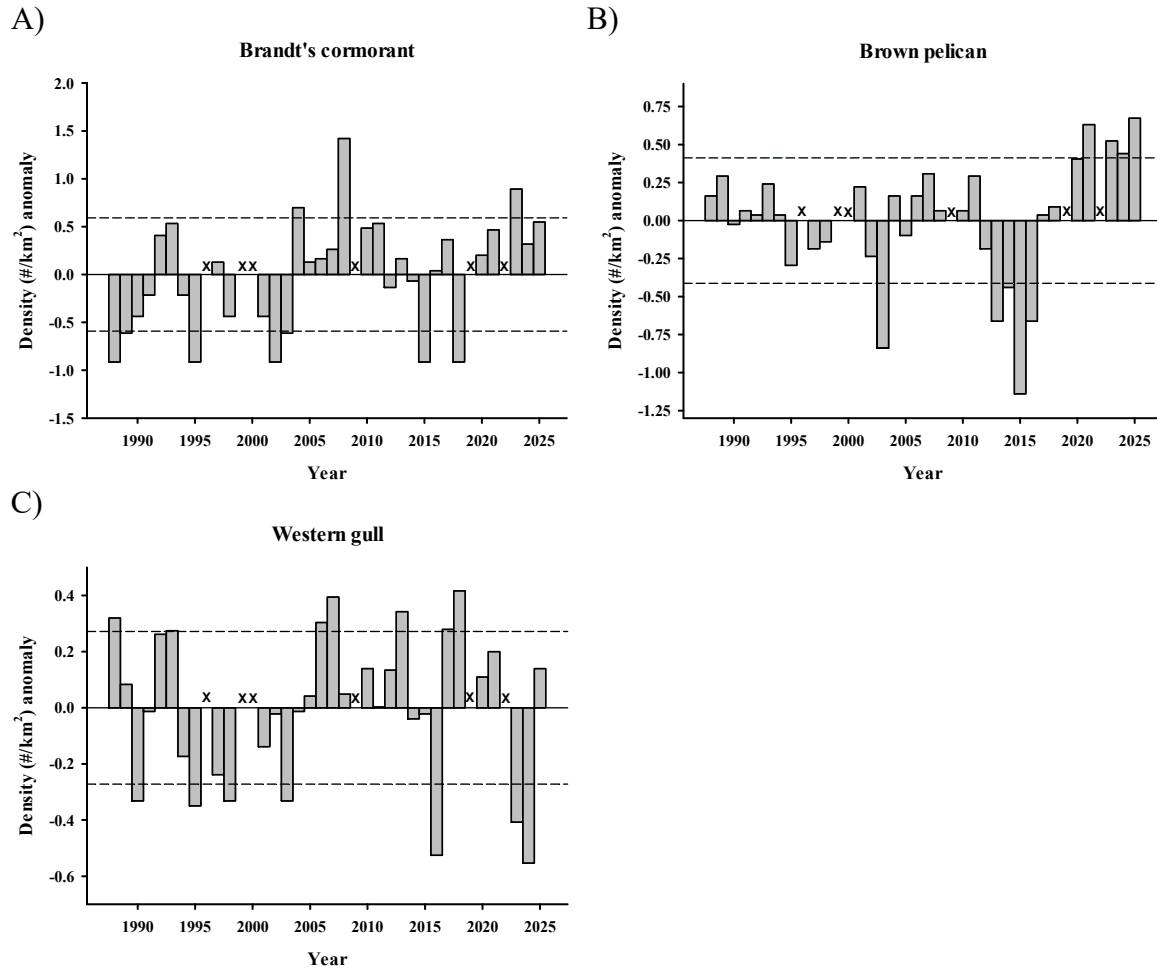 A)
Brandt's cormorant
Density (#/km²) anomaly
2.0
1.5
1.0
0.5
0.0
-0.5
-1.0
-1.5
x
x
x
x
x
x
1990
1995
2000
2005
2010
2015
2020
2025
Year
B)
Brown pelican
Density (#/km²) anomaly
0.75
0.50
0.25
0.00
-0.25
-0.50
-0.75
-1.00
-1.25
x
x
x
x
x
x
1990
1995
2000
2005
2010
2015
2020
2025
Year
C)
Western gull
Density (#/km²) anomaly
0.4
0.2
0.0
-0.2
-0.4
-0.6
x
x
x
x
x
x
1990
1995
2000
2005
2010
2015
2020
2025
Year